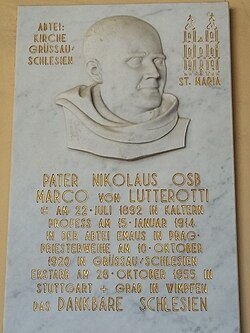 ABTEI:
KIRCHE
GRÜSSAU/
SCHLESIEN
ST. MARIA
PATER NIKOLAUS OSB
MARCO VON LUTTEROTTI
* AM 22·JULI 1892 IN KALTERN
PROFESS AM 15·JANUAR 1914
IN DER ABTEI EMAUS IN PRAG·
PRIESTERWEIHE AM 10·OKTOBER
1920 IN GRÜSSAU/SCHLESIEN
ERSTARB AM 28·OKTOBER 1955 IN
STUTTGART + GRAB IN WIMPFEN
DAS DANKBARE SCHLESIEN